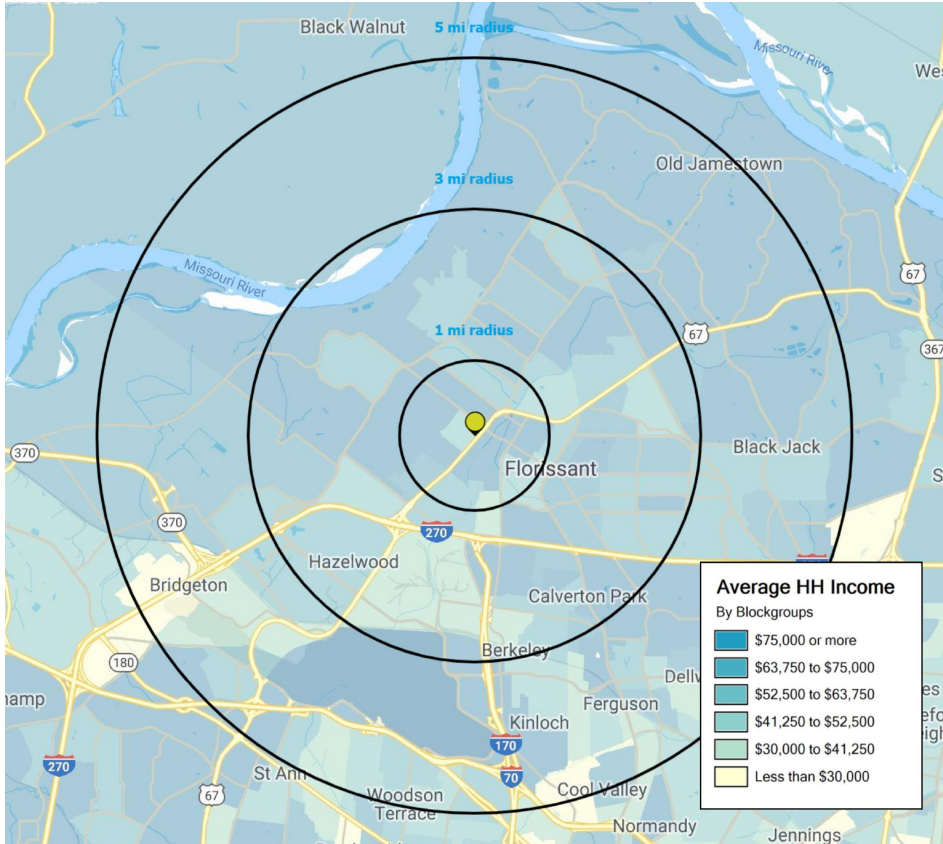 Black Walnut
5 mi radius
Missouri River
Old Jamestown
3 mi radius
67
Missouri River
1 mi radius
67
367
Florissant
Black Jack
370
370
270
Hazelwood
Bridgeton
Calverton Park
Berkeley
180
Ferguson
Kinloch
170
270
St Ann
70
67
Woodson
Terrace
Cool Valley
Normandy
Jennings
Average HH Income
By Blockgroups
$75,000 or more
$63,750 to $75,000
$52,500 to $63,750
$41,250 to $52,500
$30,000 to $41,250
Less than $30,000